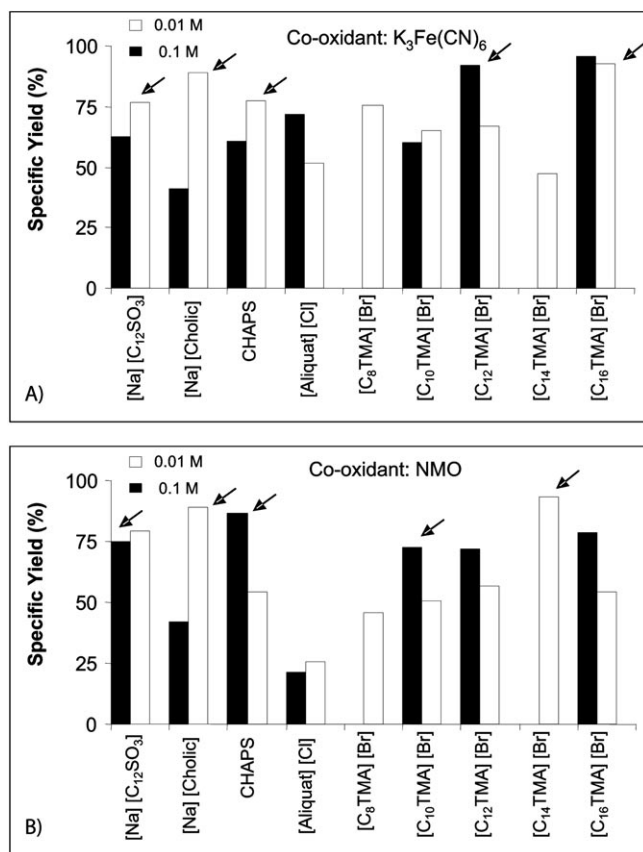 0.01 M
0.1 M
Co-oxidant: K₃Fe(CN)₆
100
75
50
25
0
Specific Yield (%)
[Na] [C₁₂SO₃]
[Na] [Cholic]
CHAPS
[Aliquat] [Cl]
[C₈TMA] [Br]
[C₁₀TMA] [Br]
[C₁₂TMA] [Br]
[C₁₄TMA] [Br]
[C₁₆TMA] [Br]
A)
0.01 M
0.1 M
Co-oxidant: NMO
100
75
50
25
0
Specific Yield (%)
[Na] [C₁₂SO₃]
[Na] [Cholic]
CHAPS
[Aliquat] [Cl]
[C₈TMA] [Br]
[C₁₀TMA] [Br]
[C₁₂TMA] [Br]
[C₁₄TMA] [Br]
[C₁₆TMA] [Br]
B)